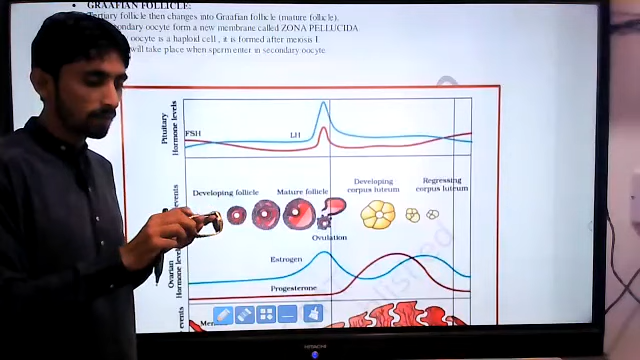 • GRAAFIAN FOLLICLE:
Tertiary follicle then changes into Graafian follicle (mature follicle).
oocyte form a new membrane called ZONA PELLUCIDA
oocyte is a haploid cell , it is formed after meiosis I
will take place when sperm enter in secondary oocyte
Pituitary
Hormone levels
FSH
LH
Developing follicle
Mature follicle
Developing
corpus luteum
Regressing
corpus luteum
Ovulation
Ovarian
Hormone levels
Estrogen
Progesterone
HITACHI